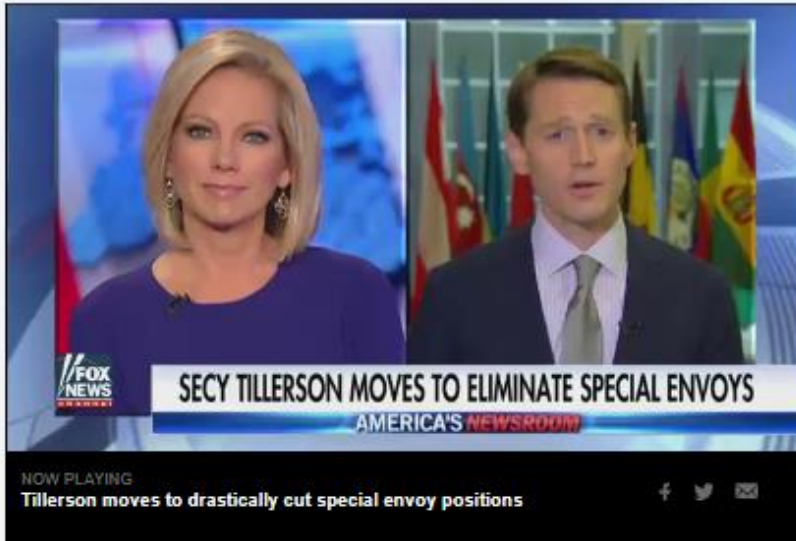 FOX
NEWS
channel
SECY TILLERSON MOVES TO ELIMINATE SPECIAL ENVOYS
AMERICA'S NEWSROOM
NOW PLAYING
Tillerson moves to drastically cut special envoy positions